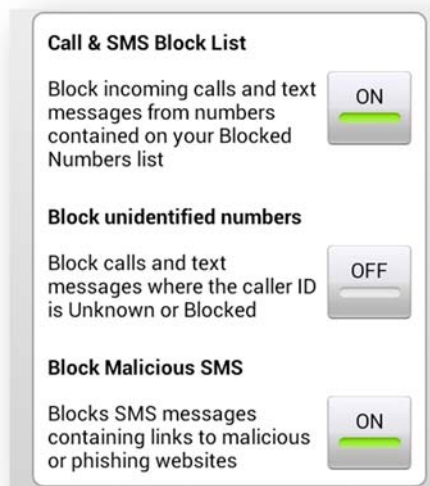 Call & SMS Block List
Block incoming calls and text
messages from numbers
contained on your Blocked
Numbers list
ON
Block unidentified numbers
Block calls and text
messages where the caller ID
is Unknown or Blocked
OFF
Block Malicious SMS
Blocks SMS messages
containing links to malicious
or phishing websites
ON